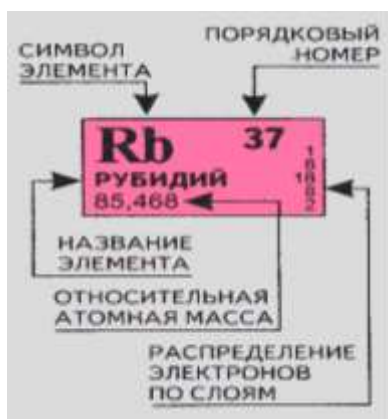 СИМВОЛ
ЭЛЕМЕНТА
ПОРЯДКОВЫЙ
НОМЕР
Rb 37
РУБИДИЙ
85,468
1
8
18
8
2
НАЗВАНИЕ
ЭЛЕМЕНТА
ОТНОСИТЕЛЬНАЯ
АТОМНАЯ МАССА
РАСПРЕДЕЛЕНИЕ
ЭЛЕКТРОНОВ
ПО СЛОЯМ